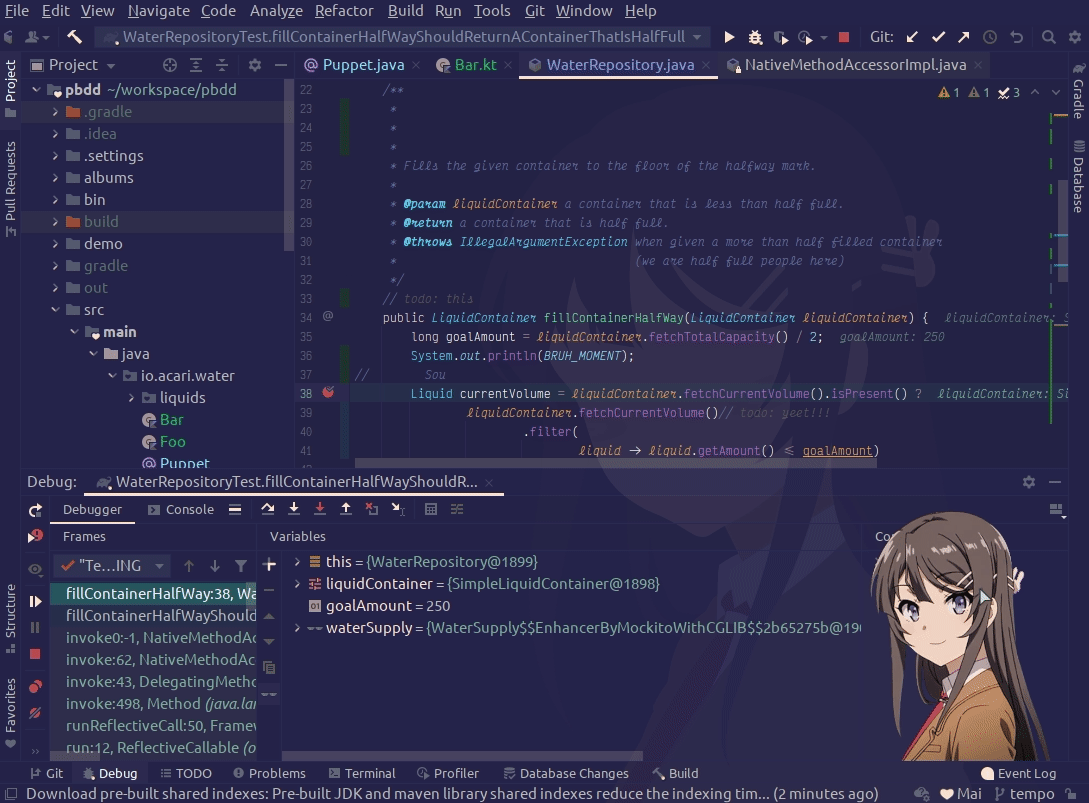 File Edit View Navigate Code Analyze Refactor Build Run Tools Git Window Help
WaterRepositoryTest.fillContainerHalfWayShouldReturnAContainerThatIsHalfFull Git:
Project
Pull Requests
Structure
Favorites
Project
pbdd ~/workspace/pbdd
.gradle
.idea
.settings
albums
bin
build
demo
gradle
out
src
main
java
io.acari.water
liquids
Bar
Foo
Puppet
Puppet.java Bar.kt WaterRepository.java NativeMethodAccessorImpl.java
1 1 3
22 /**
23 *
24 *
25 *
26 * Fills the given container to the floor of the halfway mark.
27 *
28 * @param liquidContainer a container that is less than half full.
29 * @return a container that is half full.
30 * @throws IllegalArgumentException when given a more than half filled container
31 * (we are half full people here)
32 */
33 // todo: this
34 @ public LiquidContainer fillContainerHalfWay(LiquidContainer liquidContainer) { liquidContainer: S
35 long goalAmount = liquidContainer.fetchTotalCapacity() / 2; goalAmount: 250
36 System.out.println(BRUH_MOMENT);
37 // Sou
38 Liquid currentVolume = liquidContainer.fetchCurrentVolume().isPresent() ? liquidContainer: Si
39 liquidContainer.fetchCurrentVolume()// todo: yeet!!!
40 .filter(
41 liquid → liquid.getAmount() ≤ goalAmount)
Gradle
Database
Debug: WaterRepositoryTest.fillContainerHalfWayShouldR...
Debugger Console
Frames
"Te...ING
fillContainerHalfWay:38, Wa
fillContainerHalfWayShould
invoke0:-1, NativeMethodAc
invoke:62, NativeMethodAc
invoke:43, DelegatingMetho
invoke:498, Method (java.lan
runReflectiveCall:50, Framew
run:12, ReflectiveCallable (o
Variables
this = {WaterRepository@1899}
liquidContainer = {SimpleLiquidContainer@1898}
goalAmount = 250
waterSupply = {WaterSupply$$EnhancerByMockitoWithCGLIB$$2b65275b@190
Co
Git Debug TODO Problems Terminal Profiler Database Changes Build Event Log
Download pre-built shared indexes: Pre-built JDK and maven library shared indexes reduce the indexing tim... (2 minutes ago) Mai tempo